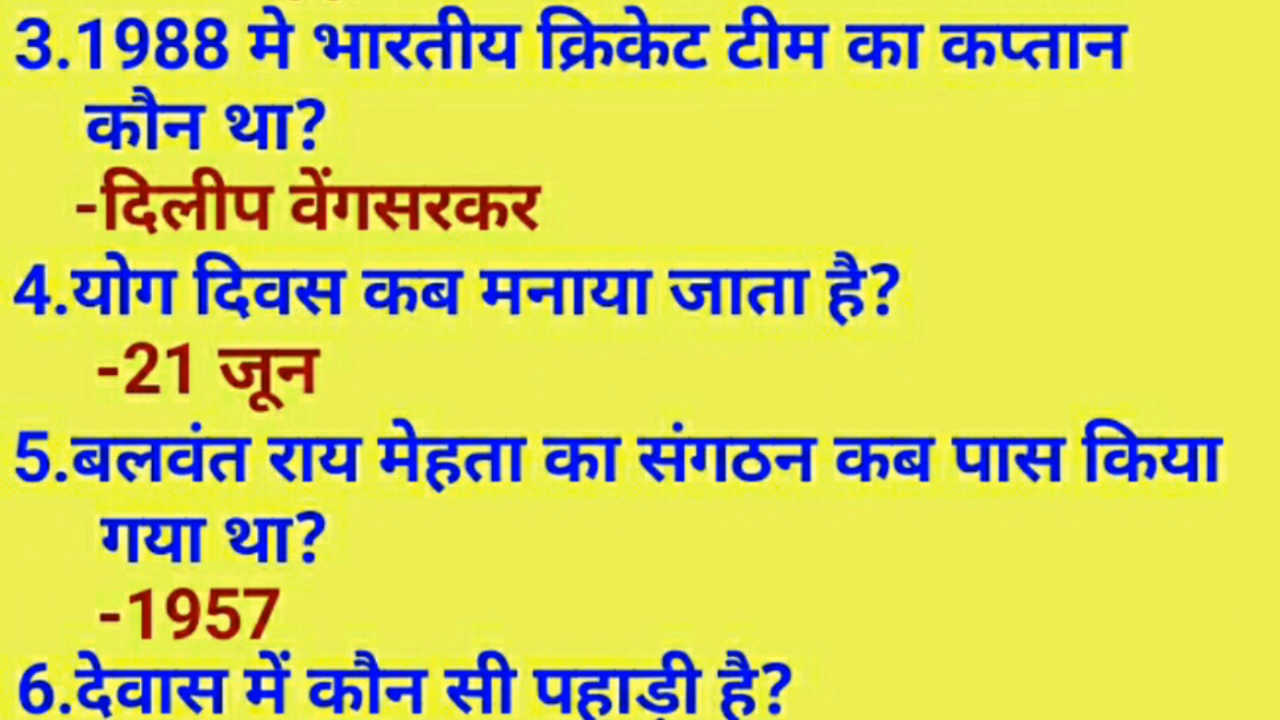 3.1988 मे भारतीय क्रिकेट टीम का कप्तान
कौन था?
-दिलीप वेंगसरकर
4.योग दिवस कब मनाया जाता है?
-21 जून
5.बलवंत राय मेहता का संगठन कब पास किया
गया था?
-1957
6.देवास में कौन सी पहाड़ी है?